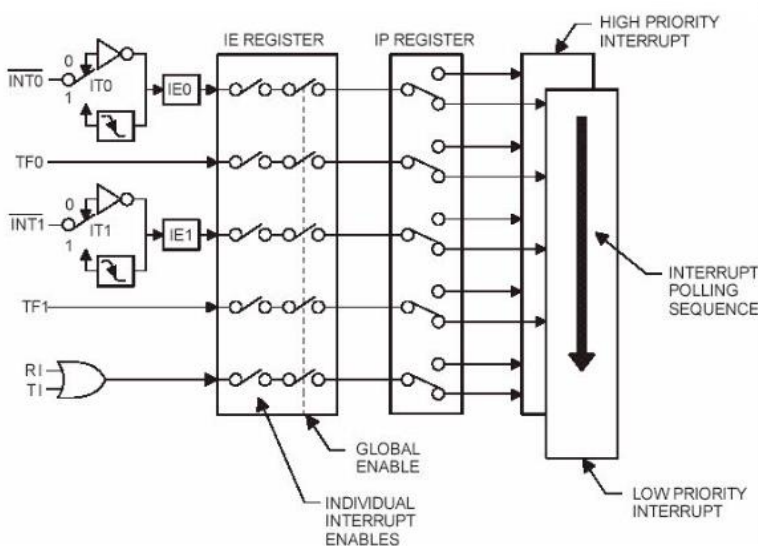 HIGH PRIORITY
INTERRUPT
IE REGISTER
IP REGISTER
0
INT0
IT0
1
IE0
TF0
0
INT1
IT1
1
IE1
TF1
RI
TI
INTERRUPT
POLLING
SEQUENCE
GLOBAL
ENABLE
INDIVIDUAL
INTERRUPT
ENABLES
LOW PRIORITY
INTERRUPT